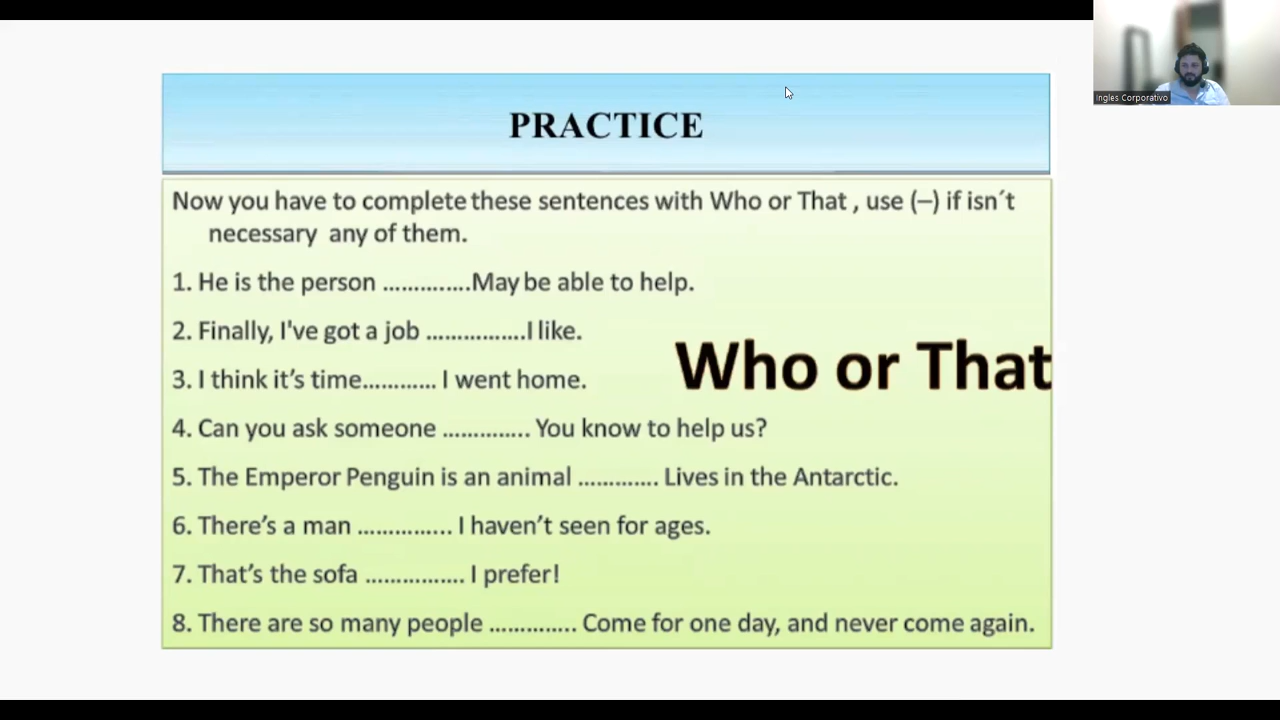 Ingles Corporativo
PRACTICE
Now you have to complete these sentences with Who or That , use (–) if isn´t
necessary any of them.
1. He is the person .............May be able to help.
2. Finally, I've got a job ...............I like.
3. I think it’s time........... I went home.
Who or That
4. Can you ask someone ............. You know to help us?
5. The Emperor Penguin is an animal ............ Lives in the Antarctic.
6. There’s a man .............. I haven’t seen for ages.
7. That’s the sofa ............... I prefer!
8. There are so many people ............. Come for one day, and never come again.